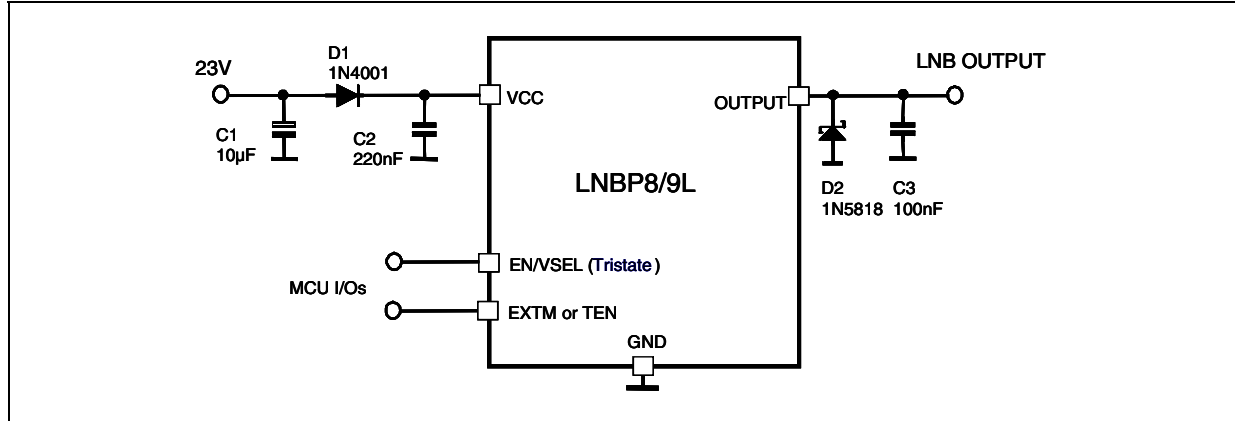 23V
D1
1N4001
C1
10µF
C2
220nF
VCC
OUTPUT
LNB OUTPUT
LNBP8/9L
D2
1N5818
C3
100nF
MCU I/Os
EN/VSEL (Tristate)
EXTM or TEN
GND